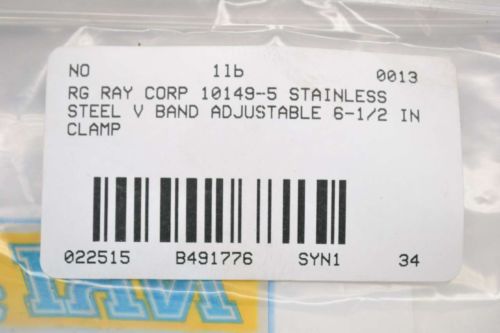 NO 1lb 0013
RG RAY CORP 10149-5 STAINLESS
STEEL V BAND ADJUSTABLE 6-1/2 IN
CLAMP
022515 B491776 SYN1 34